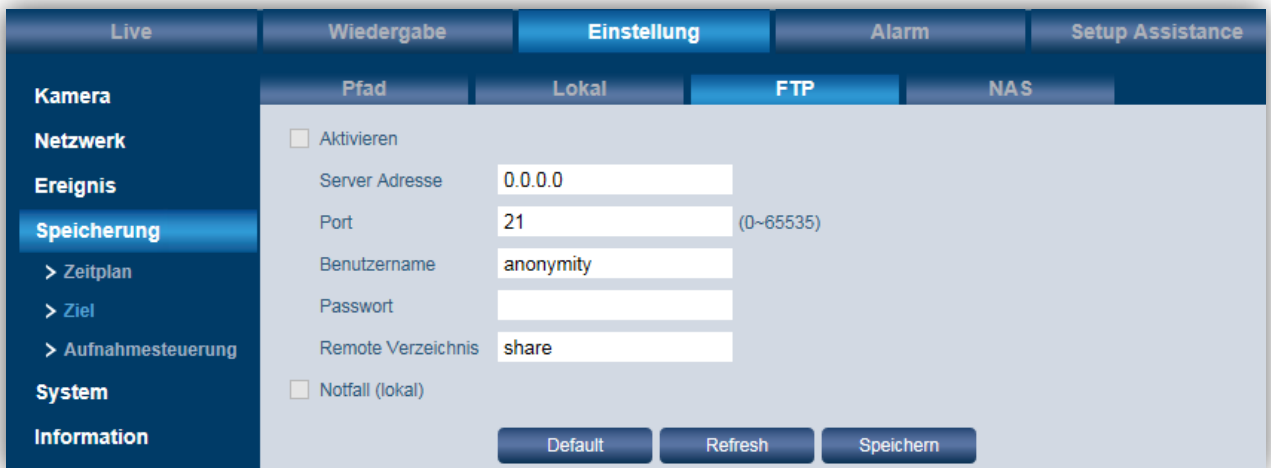 Live Wiedergabe Einstellung Alarm Setup Assistance
Pfad Lokal FTP NAS
Kamera
Netzwerk
Ereignis
Speicherung
> Zeitplan
> Ziel
> Aufnahmesteuerung
System
Information
Aktivieren
Server Adresse 0.0.0.0
Port 21 (0~65535)
Benutzername anonymity
Passwort
Remote Verzeichnis share
Notfall (lokal)
Default Refresh Speichern